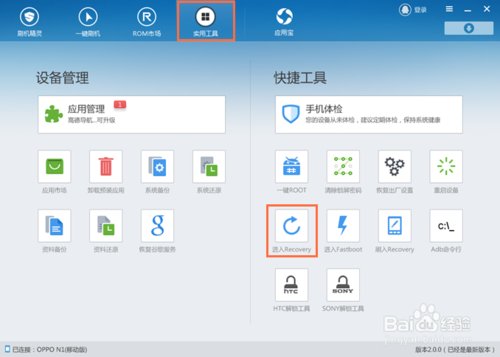 刷机精灵
一键刷机
ROM市场
实用工具
应用宝
登录
设备管理
快捷工具
应用管理 1
高德导航...可升级
手机体检
您的设备从未体检，建议定期体检，保持系统健康
应用市场 卸载预装应用 系统备份 系统还原
一键ROOT 清除锁屏密码 恢复出厂设置 重启设备
资料备份 资料还原 恢复谷歌服务
进入Recovery 进入Fastboot 刷入Recovery Adb命令行
C:\_
hTC SONY
HTC解锁工具 SONY解锁工具
Baidu经验
jingyan.baidu.com
已连接：OPPO N1(移动版)
版本2.0.0 (已经是最新版本)